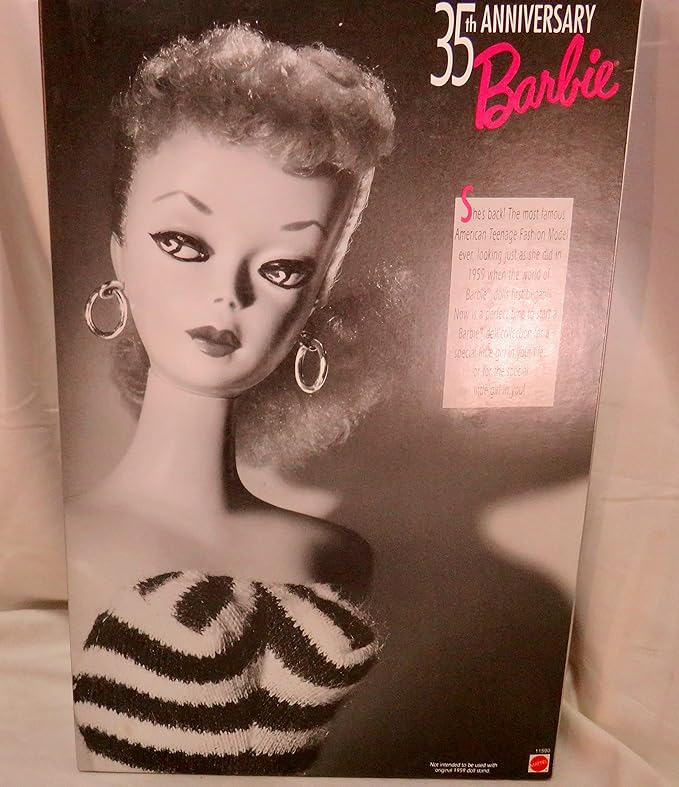 35th ANNIVERSARY
Barbie®
She's back! The most famous
American Teenage Fashion Model
ever, looking just as she did in
1959 when the world of
Barbie® dolls first began.
Now is a perfect time to start a
Barbie® doll collection for a
special little girl in your life...
or for the special
little girl in you!
11590
Not intended to be used with
original 1959 doll stand.
MATTEL